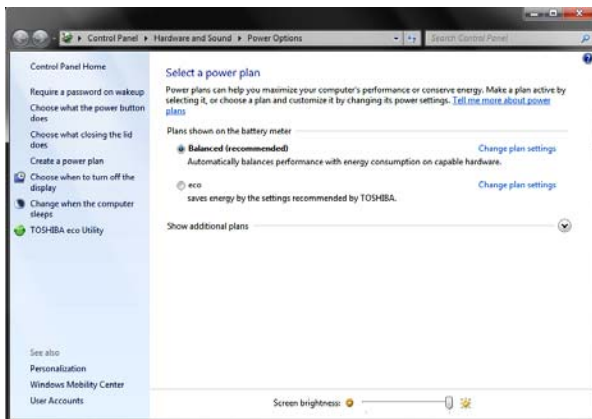 Control Panel ▸ Hardware and Sound ▸ Power Options
Search Control Panel
Control Panel Home
Require a password on wakeup
Choose what the power button
does
Choose what closing the lid
does
Create a power plan
Choose when to turn off the
display
Change when the computer
sleeps
TOSHIBA eco Utility
See also
Personalization
Windows Mobility Center
User Accounts
Select a power plan
Power plans can help you maximize your computer's performance or conserve energy. Make a plan active by
selecting it, or choose a plan and customize it by changing its power settings. Tell me more about power
plans
Plans shown on the battery meter
Balanced (recommended) Change plan settings
Automatically balances performance with energy consumption on capable hardware.
eco Change plan settings
saves energy by the settings recommended by TOSHIBA.
Show additional plans
Screen brightness: